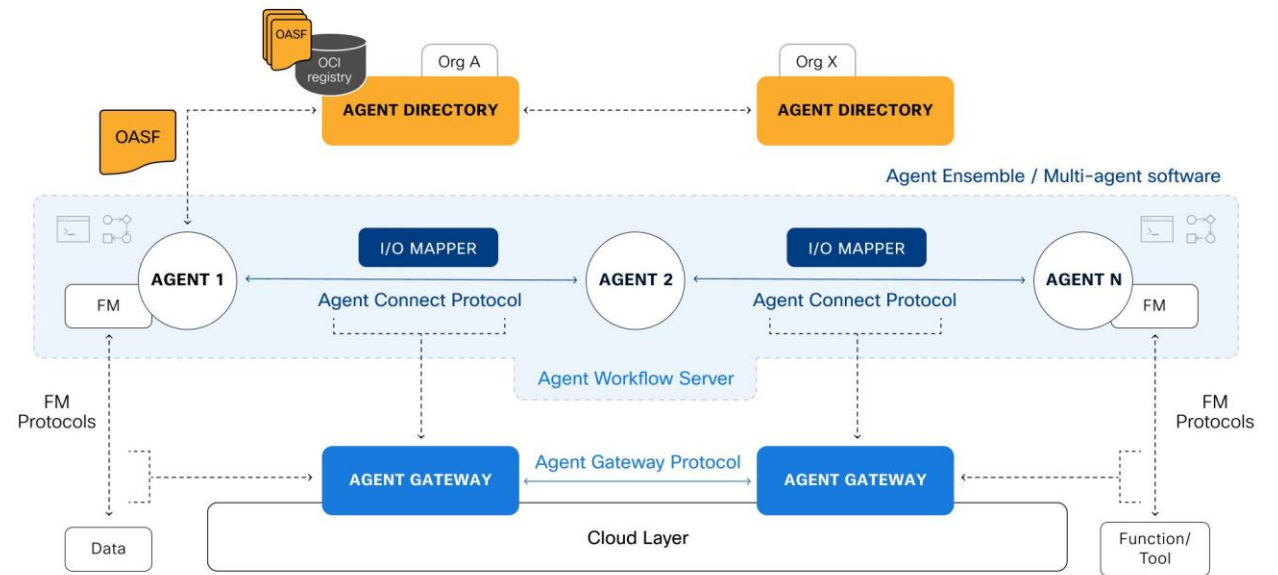 OASF
OCI
registry
Org A
Org X
AGENT DIRECTORY
AGENT DIRECTORY
OASF
Agent Ensemble / Multi-agent software
I/O MAPPER
I/O MAPPER
AGENT 1
AGENT 2
AGENT N
FM
Agent Connect Protocol
Agent Connect Protocol
FM
Agent Workflow Server
FM
Protocols
FM
Protocols
AGENT GATEWAY
Agent Gateway Protocol
AGENT GATEWAY
Data
Cloud Layer
Function/
Tool